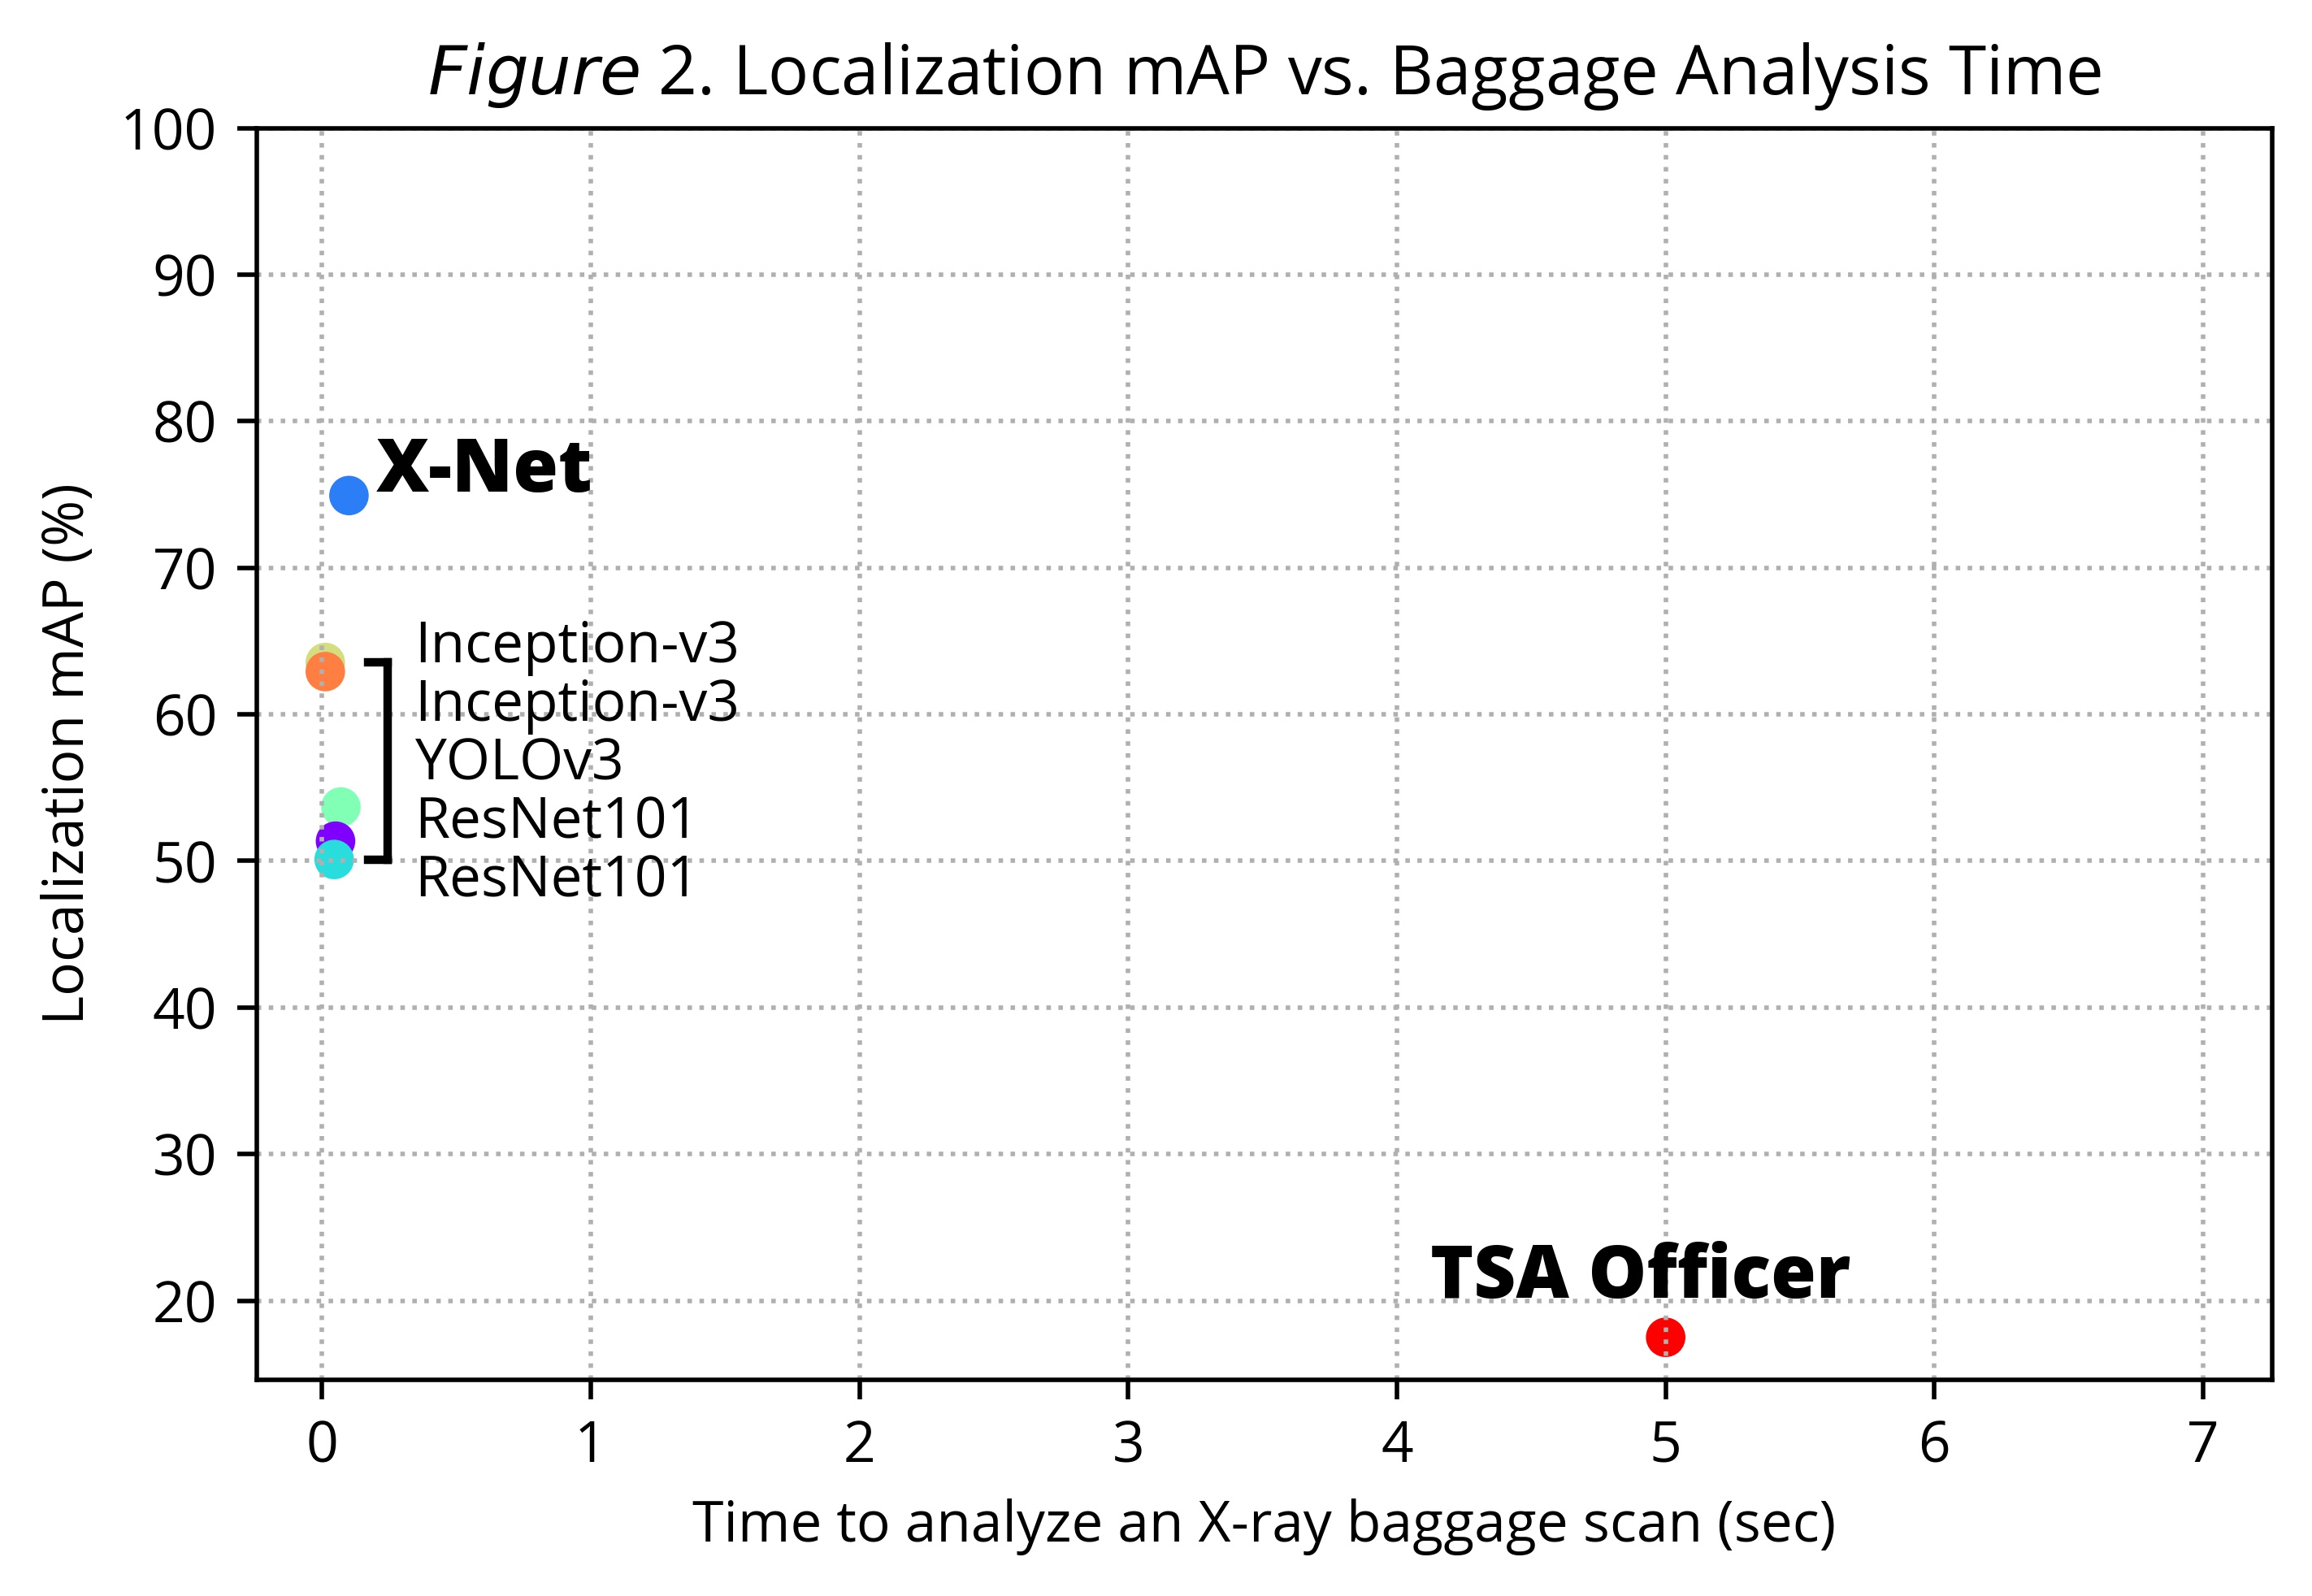 Figure 2. Localization mAP vs. Baggage Analysis Time
Localization mAP (%)
100
90
80
70
60
50
40
30
20
X-Net
Inception-v3
Inception-v3
YOLOv3
ResNet101
ResNet101
TSA Officer
0 1 2 3 4 5 6 7
Time to analyze an X-ray baggage scan (sec)